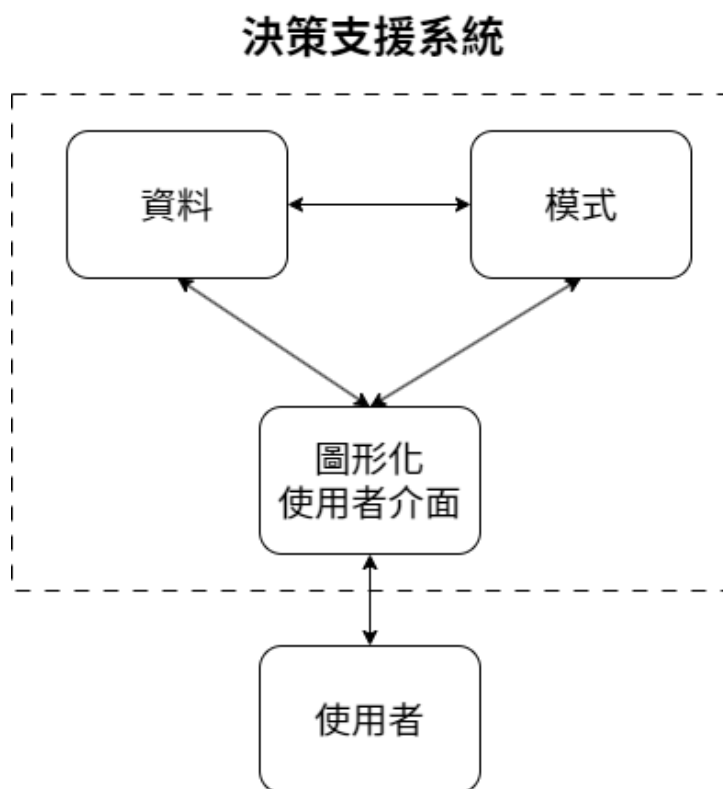 決策支援系統
資料
模式
圖形化
使用者介面
使用者